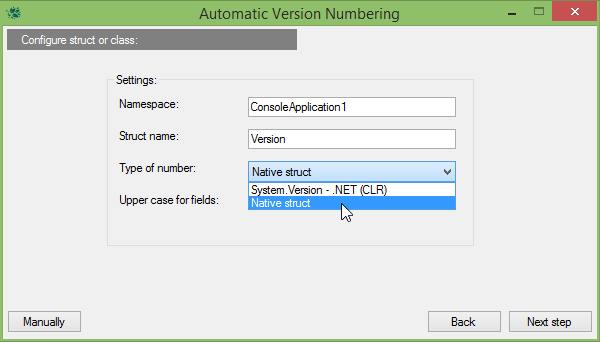 Automatic Version Numbering
Configure struct or class:
Settings:
Namespace: ConsoleApplication1
Struct name: Version
Type of number: Native struct
System.Version - .NET (CLR)
Upper case for fields: Native struct
Manually Back Next step